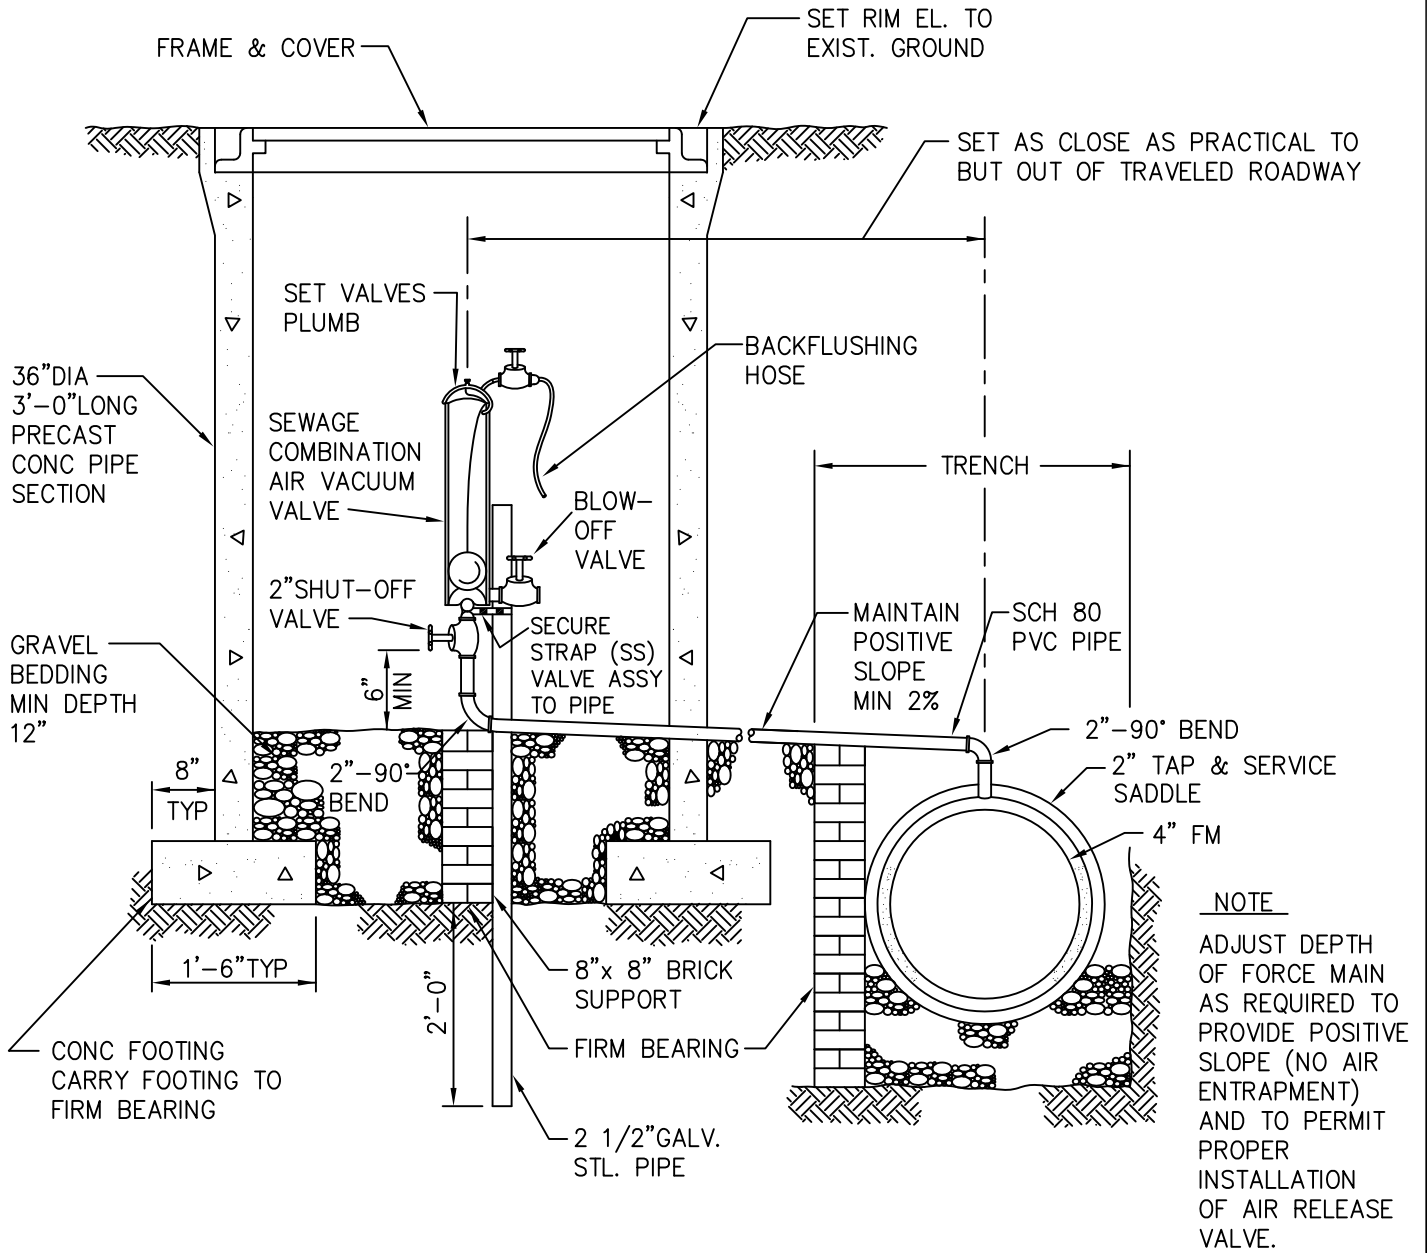 SET RIM EL. TO
EXIST. GROUND
FRAME & COVER
SET AS CLOSE AS PRACTICAL TO
BUT OUT OF TRAVELED ROADWAY
SET VALVES
PLUMB
BACKFLUSHING
HOSE
36"DIA
3'-0"LONG
PRECAST
CONC PIPE
SECTION
SEWAGE
COMBINATION
AIR VACUUM
VALVE
TRENCH
BLOW-
OFF
VALVE
2"SHUT-OFF
VALVE
SECURE
STRAP (SS)
VALVE ASSY
TO PIPE
MAINTAIN
POSITIVE
SLOPE
MIN 2%
SCH 80
PVC PIPE
GRAVEL
BEDDING
MIN DEPTH
12"
6"
MIN
2"-90° BEND
2" TAP & SERVICE
SADDLE
8"
TYP
2"-90°
BEND
4" FM
1'-6"TYP
2'-0"
8"x 8" BRICK
SUPPORT
FIRM BEARING
CONC FOOTING
CARRY FOOTING TO
FIRM BEARING
2 1/2"GALV.
STL. PIPE
NOTE
ADJUST DEPTH
OF FORCE MAIN
AS REQUIRED TO
PROVIDE POSITIVE
SLOPE (NO AIR
ENTRAPMENT)
AND TO PERMIT
PROPER
INSTALLATION
OF AIR RELEASE
VALVE.